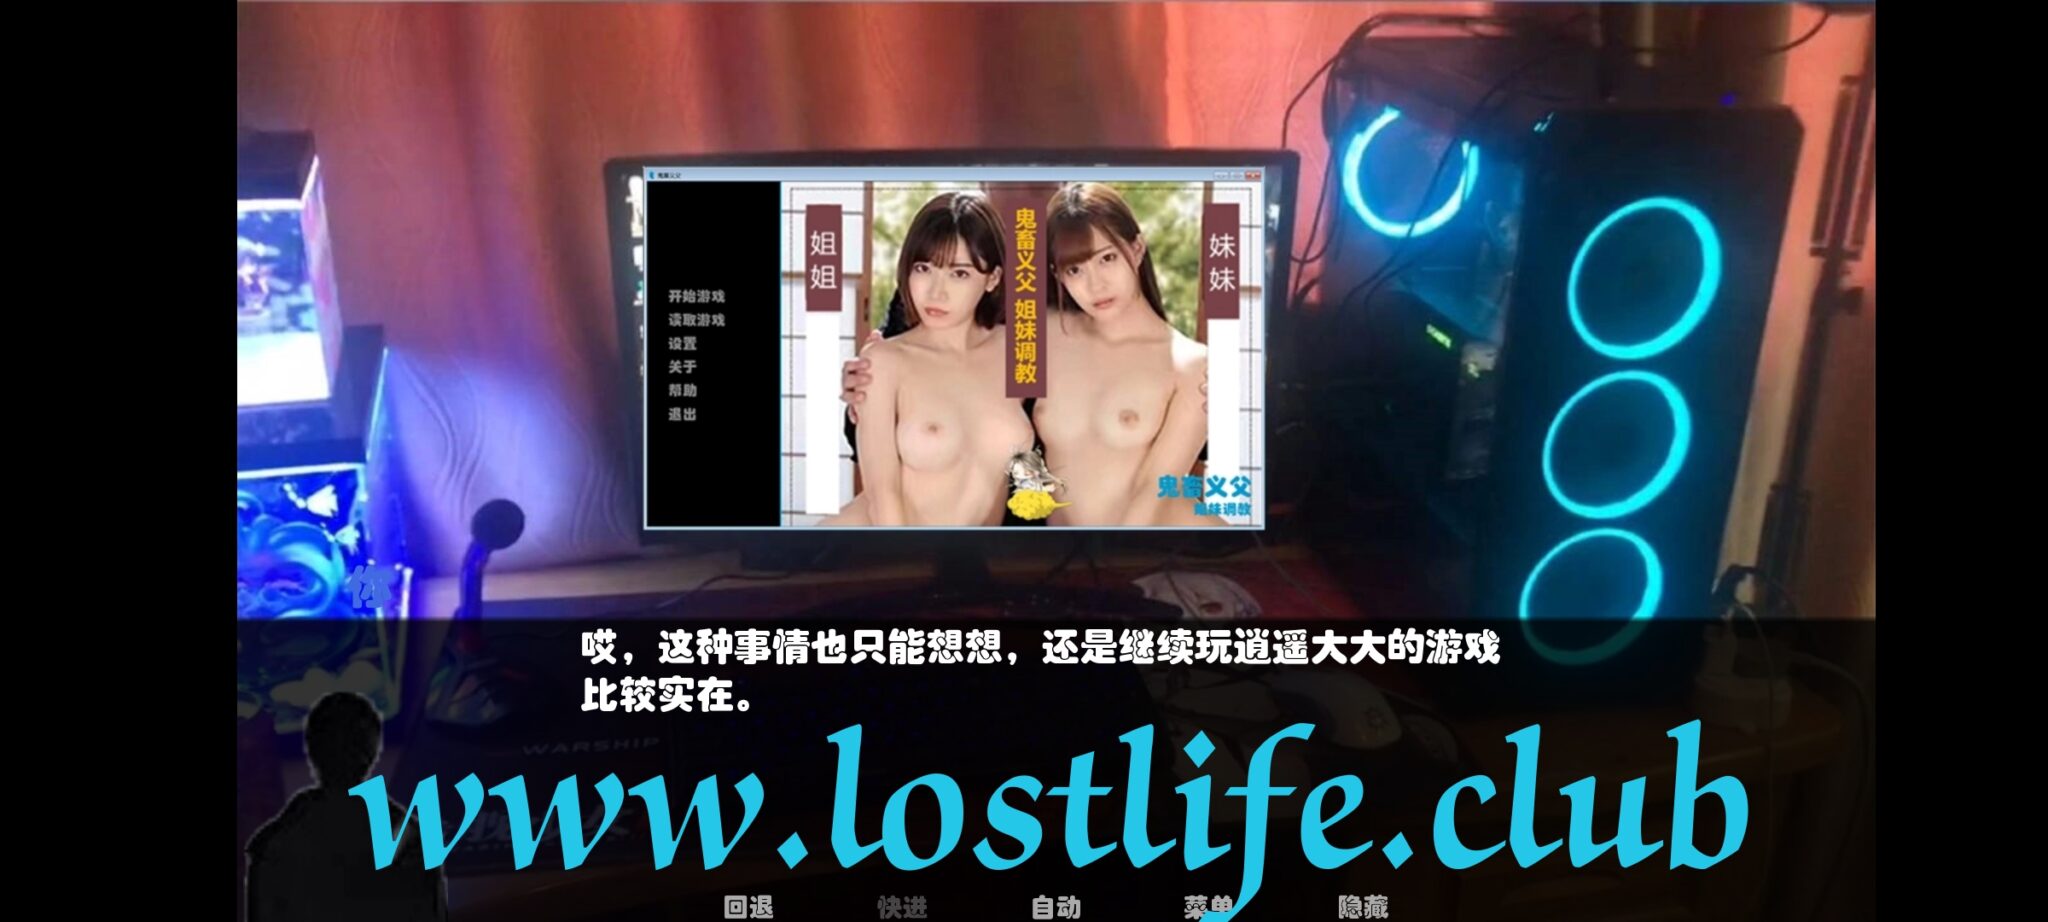 鬼畜义父
姐姐
鬼畜义父 姐妹调教
妹妹
开始游戏
读取游戏
设置
关于
帮助
退出
鬼畜义父
姐妹调教
你
哎，这种事情也只能想想，还是继续玩逍遥大大的游戏
比较实在。
WARSHIP
www.lostlife.club
回退
快进
自动
菜单
隐藏